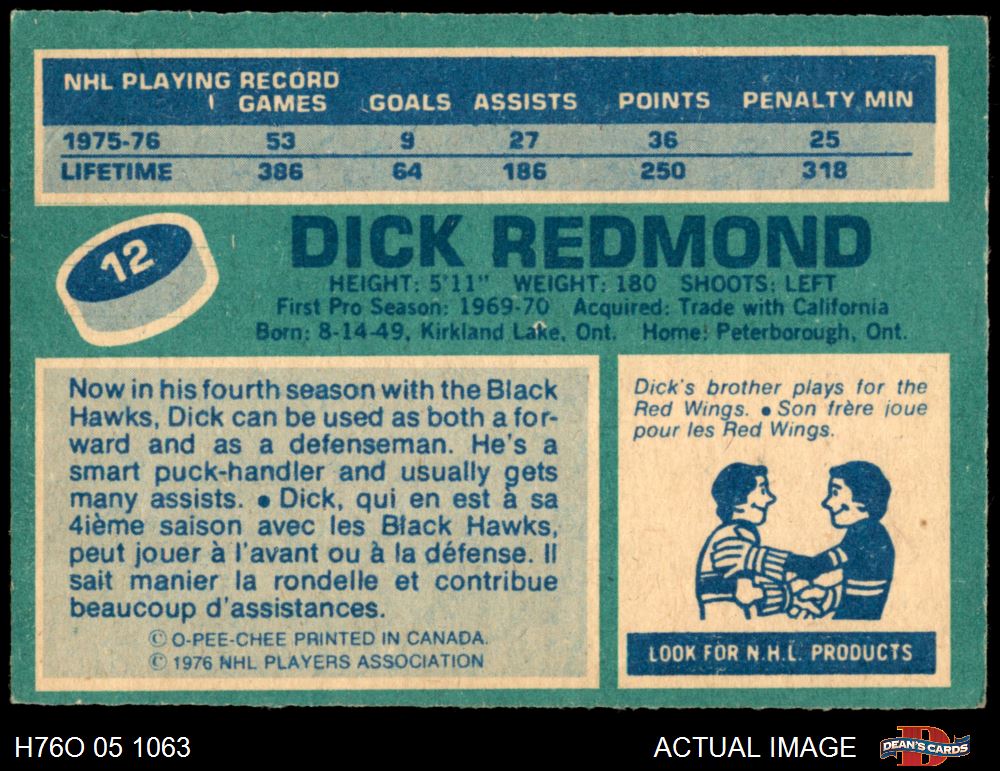 NHL PLAYING RECORD
GAMES GOALS ASSISTS POINTS PENALTY MIN
1975-76 53 9 27 36 25
LIFETIME 386 64 186 250 318
12
DICK REDMOND
HEIGHT: 5'11" WEIGHT: 180 SHOOTS: LEFT
First Pro Season: 1969-70 Acquired: Trade with California
Born: 8-14-49, Kirkland Lake, Ont. Home: Peterborough, Ont.
Now in his fourth season with the Black
Hawks, Dick can be used as both a for-
ward and as a defenseman. He's a
smart puck-handler and usually gets
many assists. • Dick, qui en est à sa
4ième saison avec les Black Hawks,
peut jouer à l'avant ou à la défense. Il
sait manier la rondelle et contribue
beaucoup d'assistances.
© O-PEE-CHEE PRINTED IN CANADA.
© 1976 NHL PLAYERS ASSOCIATION
Dick's brother plays for the
Red Wings. • Son frère joue
pour les Red Wings.
LOOK FOR N.H.L. PRODUCTS
H76O 05 1063
ACTUAL IMAGE
DEAN'S CARDS